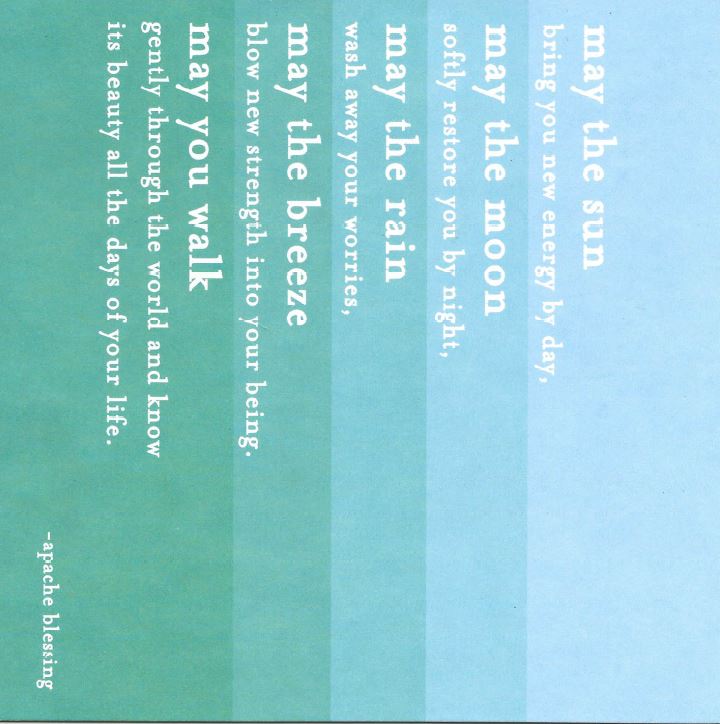 may the sun
bring you new energy by day,
may the moon
softly restore you by night,
may the rain
wash away your worries,
may the breeze
blow new strength into your being.
may you walk
gently through the world and know
its beauty all the days of your life.
-apache blessing